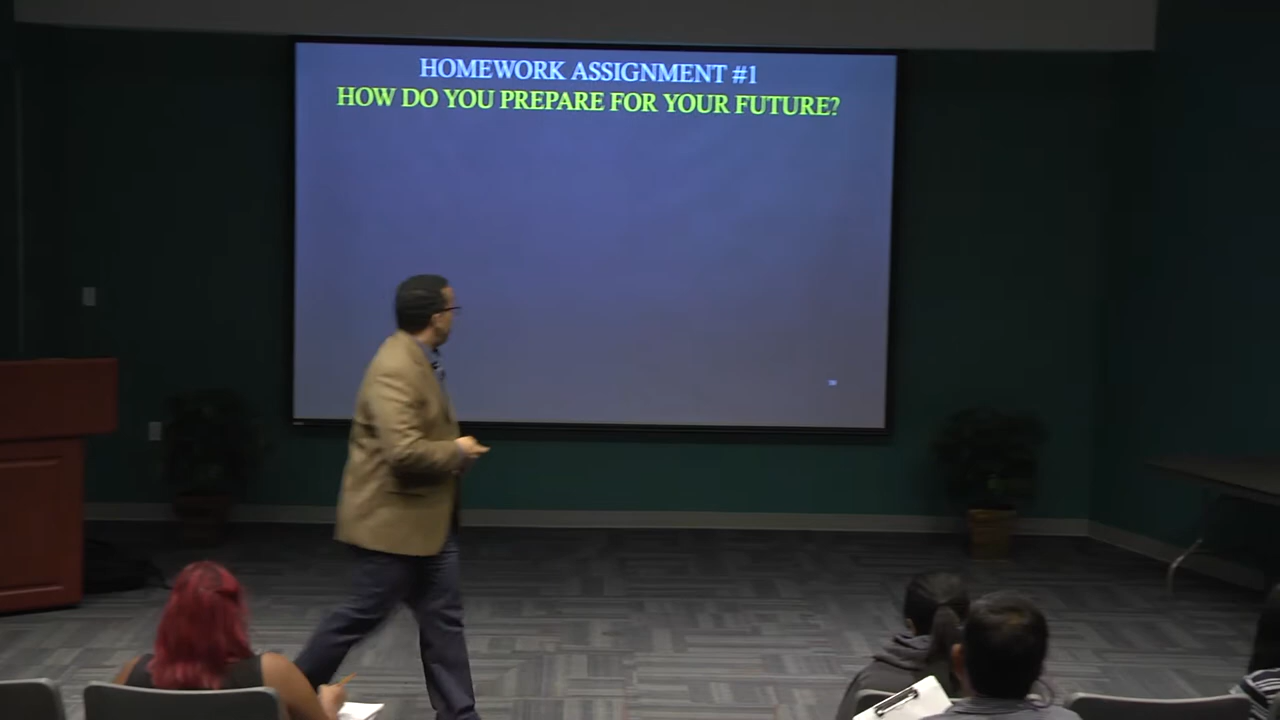 HOMEWORK ASSIGNMENT #1
HOW DO YOU PREPARE FOR YOUR FUTURE?